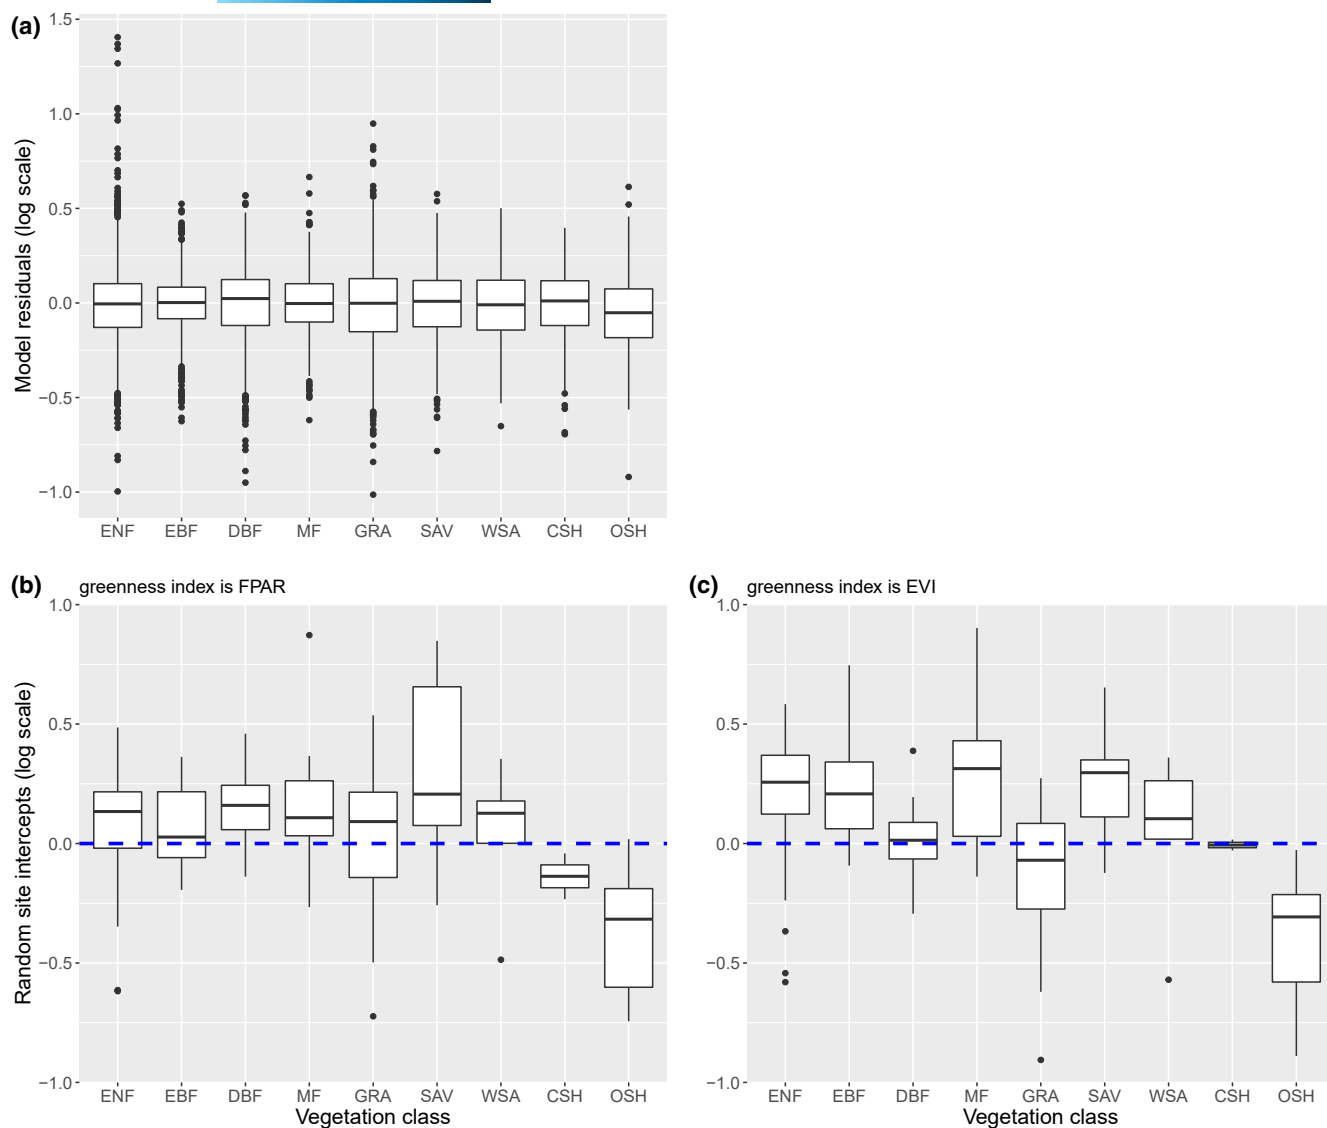 (a)
Model residuals (log scale)
1.5
1.0
0.5
0.0
−0.5
−1.0
ENF EBF DBF MF GRA SAV WSA CSH OSH
(b) greenness index is FPAR
Random site intercepts (log scale)
1.0
0.5
0.0
−0.5
−1.0
ENF EBF DBF MF GRA SAV WSA CSH OSH
Vegetation class
(c) greenness index is EVI
1.0
0.5
0.0
−0.5
−1.0
ENF EBF DBF MF GRA SAV WSA CSH OSH
Vegetation class